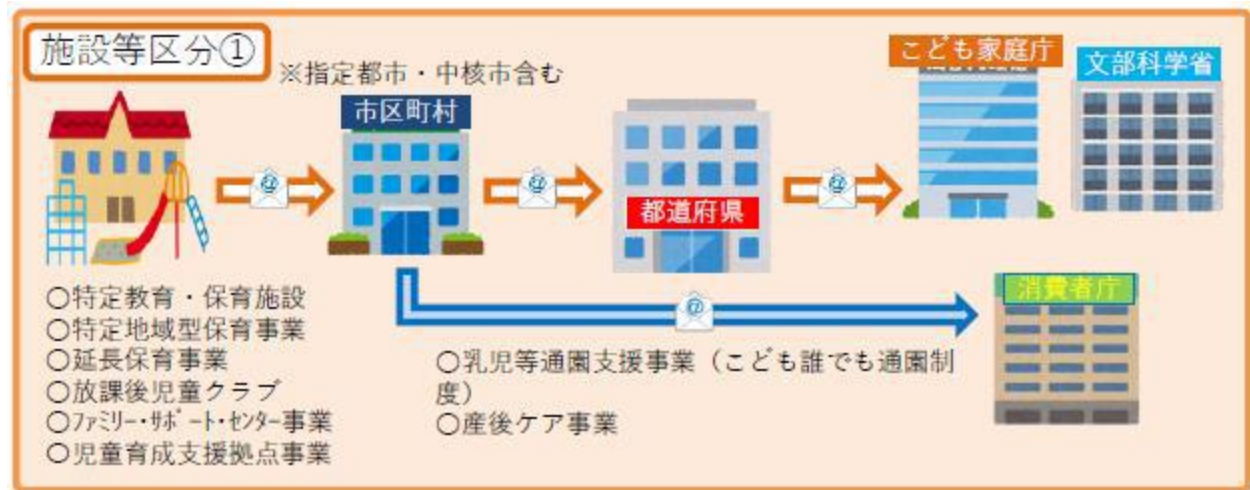 施設等区分①
※指定都市・中核市含む
市区町村
都道府県
こども家庭庁
文部科学省
消費者庁
@
@
@
@
○特定教育・保育施設
○特定地域型保育事業
○延長保育事業
○放課後児童クラブ
○ﾌｧﾐﾘｰ･ｻﾎﾟｰﾄ･ｾﾝﾀｰ事業
○児童育成支援拠点事業
○乳児等通園支援事業（こども誰でも通園制
度）
○産後ケア事業